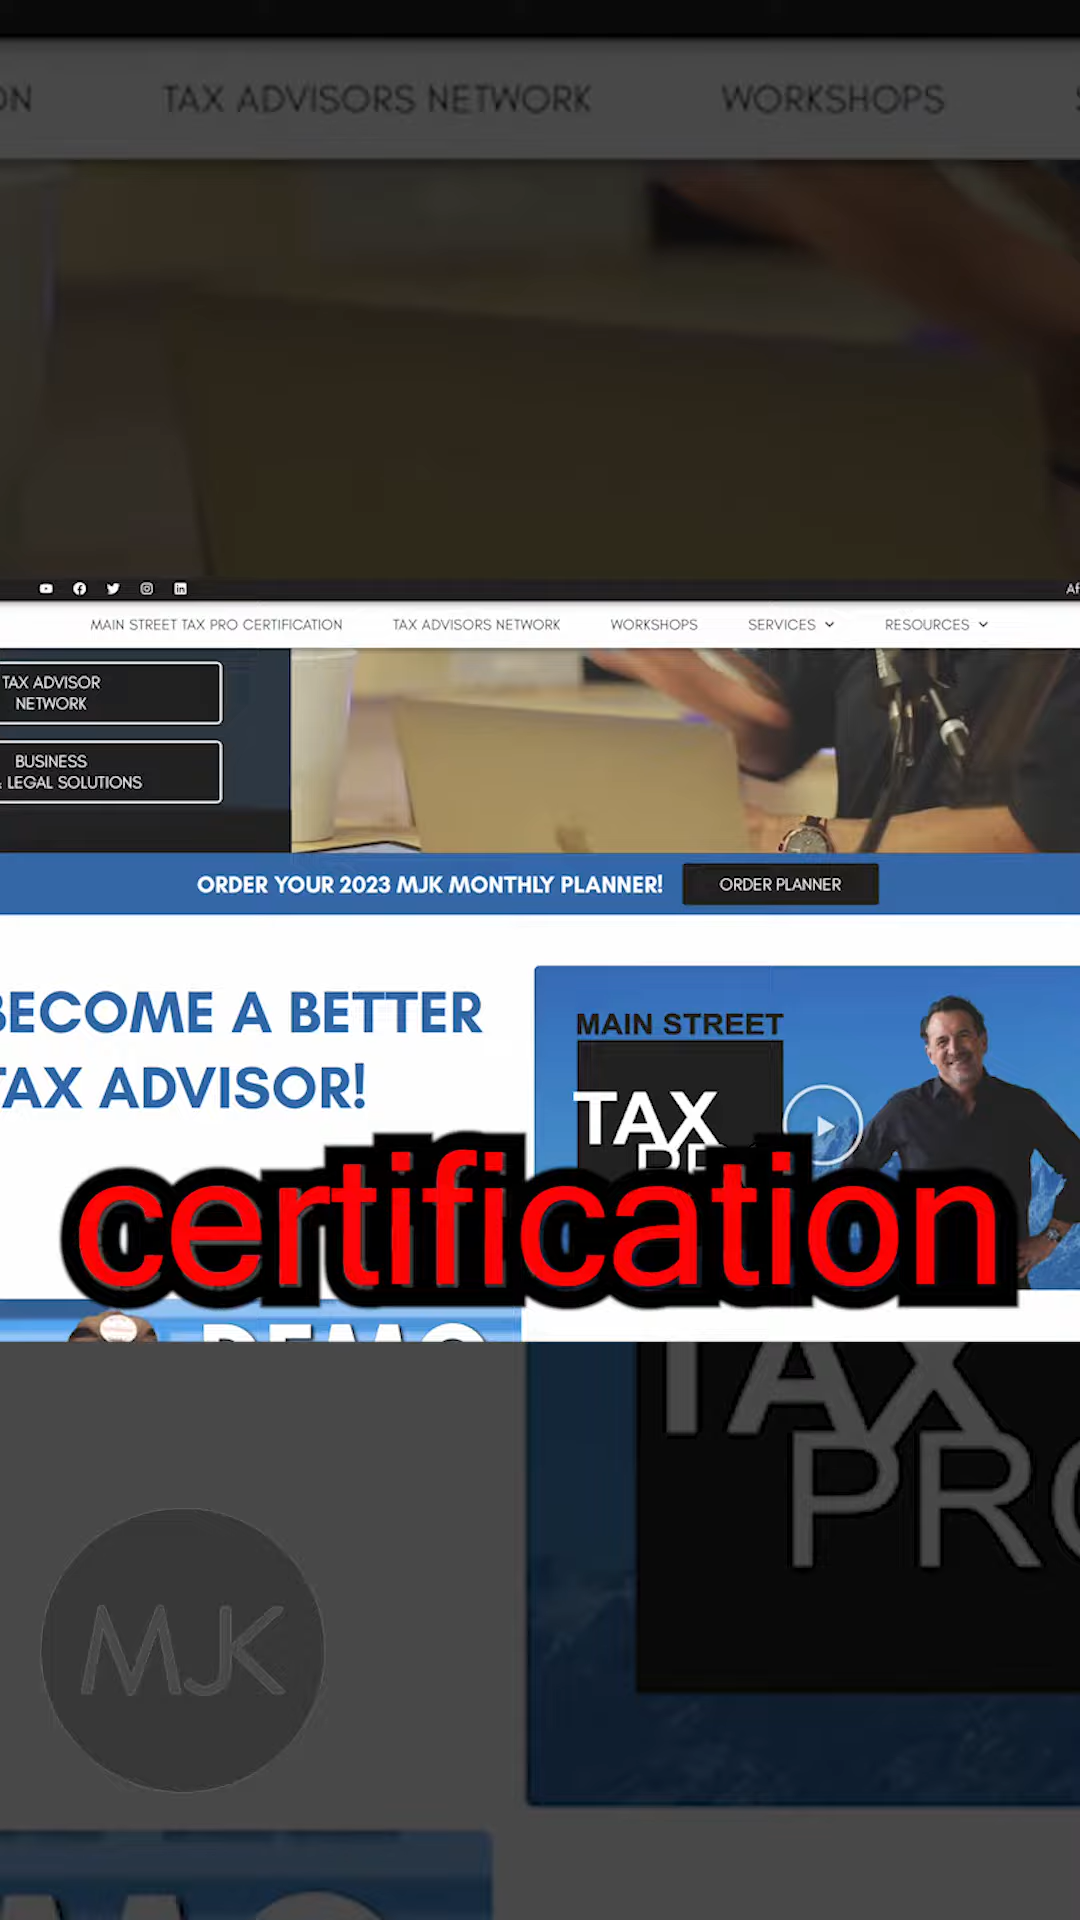 ON
TAX ADVISORS NETWORK
WORKSHOPS
MAIN STREET TAX PRO CERTIFICATION
TAX ADVISORS NETWORK
WORKSHOPS
SERVICES
RESOURCES
TAX ADVISOR
NETWORK
BUSINESS
LEGAL SOLUTIONS
ORDER YOUR 2023 MJK MONTHLY PLANNER!
ORDER PLANNER
BECOME A BETTER
TAX ADVISOR!
MAIN STREET
TAX
certification
DEMO
TAX
PRO
MJK